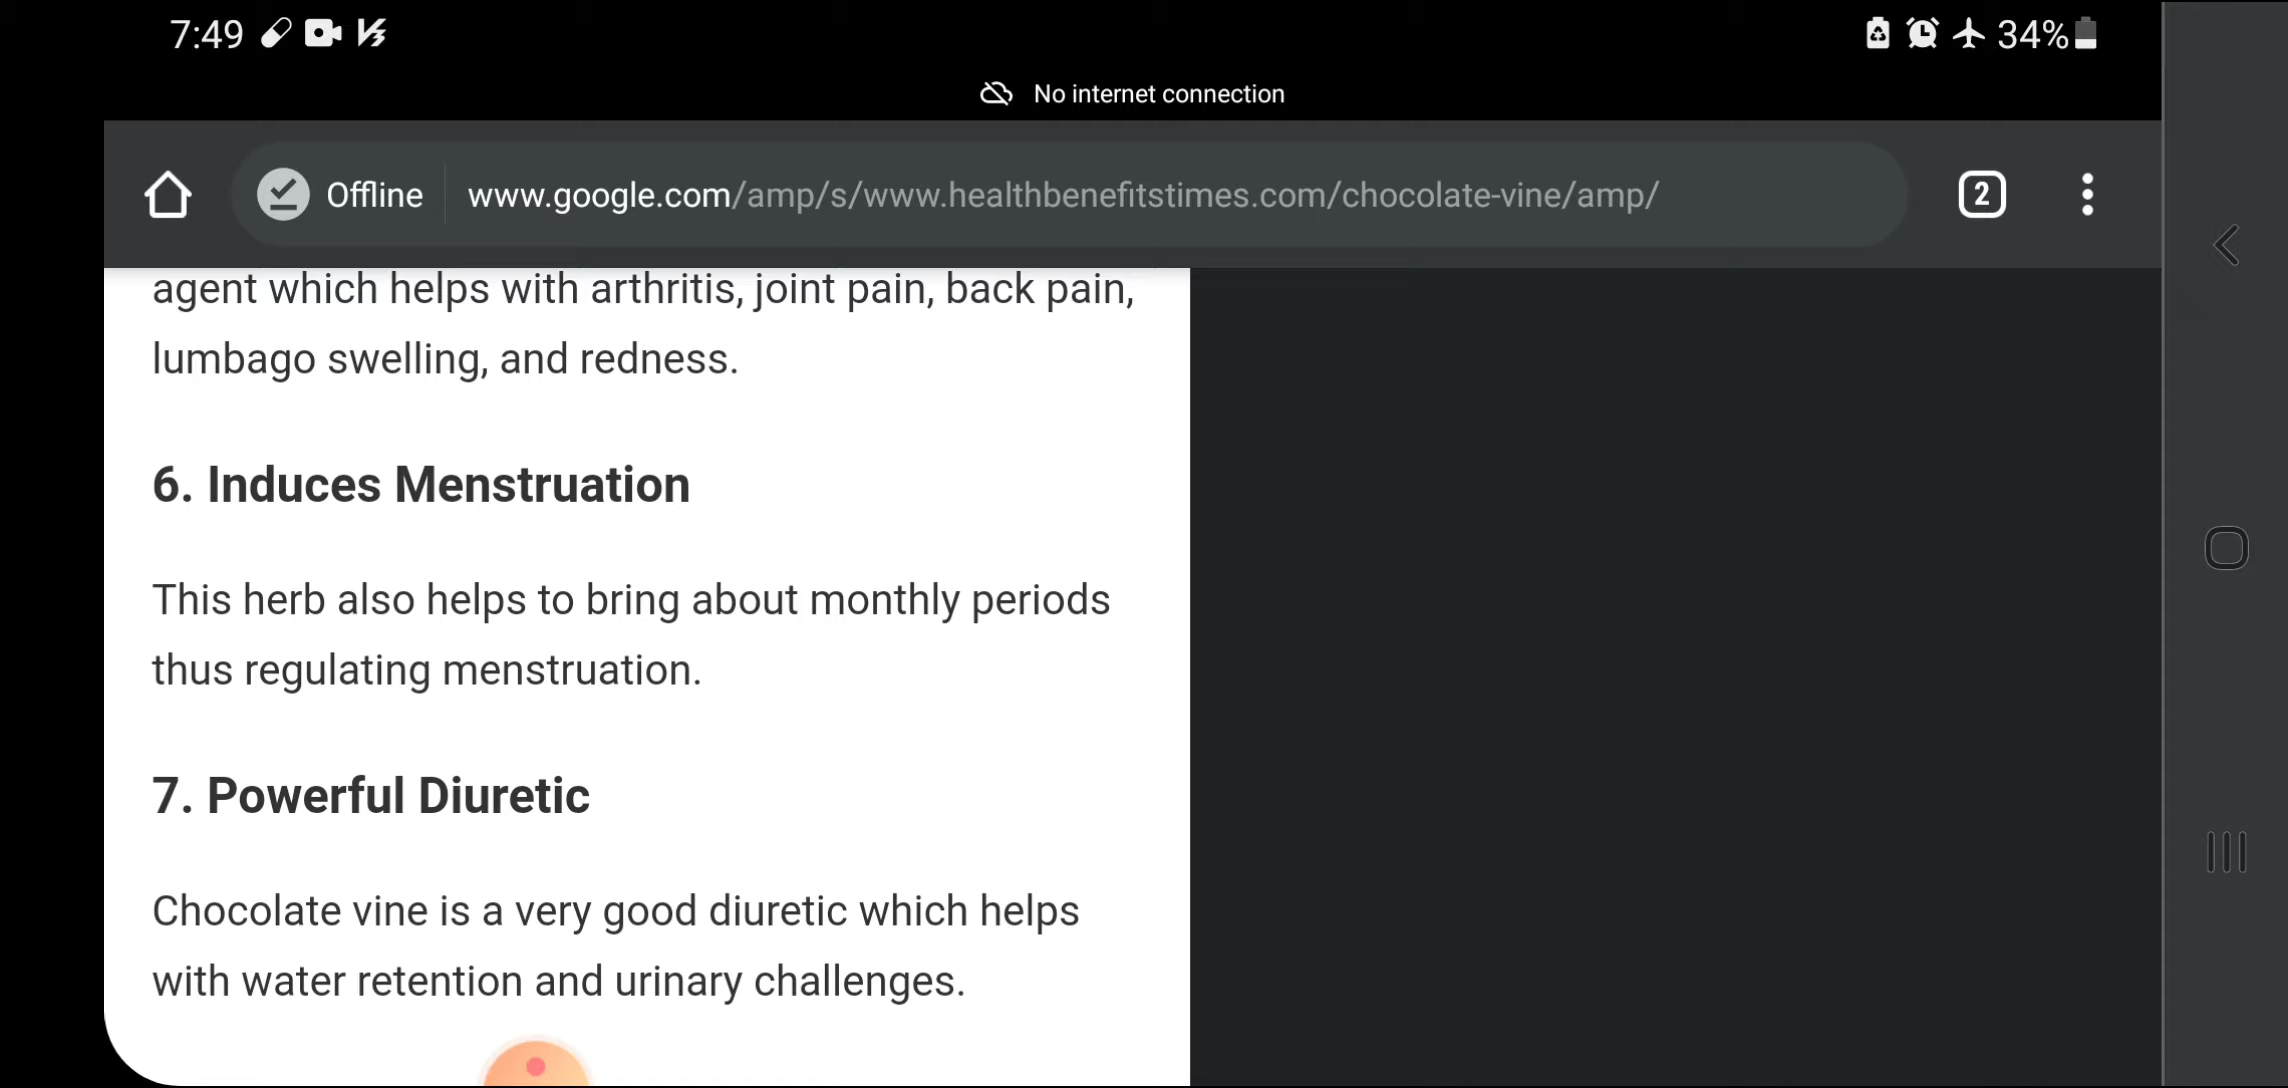 7:49
34%
No internet connection
Offline
www.google.com/amp/s/www.healthbenefitstimes.com/chocolate-vine/amp/
2
agent which helps with arthritis, joint pain, back pain,
lumbago swelling, and redness.
6. Induces Menstruation
This herb also helps to bring about monthly periods
thus regulating menstruation.
7. Powerful Diuretic
Chocolate vine is a very good diuretic which helps
with water retention and urinary challenges.